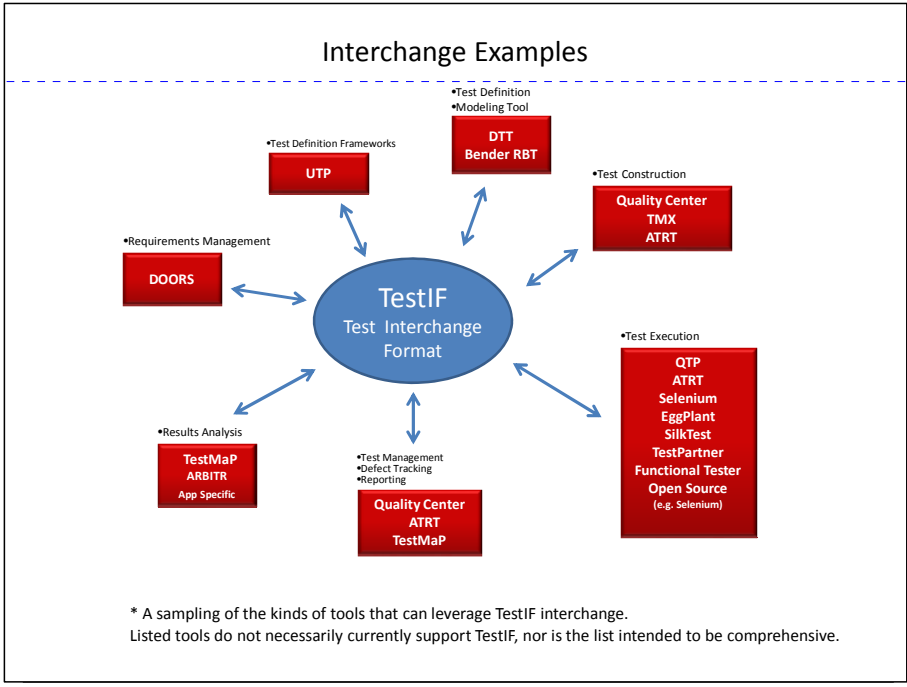 Interchange Examples
•Test Definition
•Modeling Tool
DTT
Bender RBT
•Test Definition Frameworks
UTP
•Test Construction
Quality Center
TMX
ATRT
•Requirements Management
DOORS
TestIF
Test Interchange
Format
•Test Execution
QTP
ATRT
Selenium
EggPlant
SilkTest
TestPartner
Functional Tester
Open Source
(e.g. Selenium)
•Results Analysis
TestMaP
ARBITR
App Specific
•Test Management
•Defect Tracking
•Reporting
Quality Center
ATRT
TestMaP
* A sampling of the kinds of tools that can leverage TestIF interchange.
Listed tools do not necessarily currently support TestIF, nor is the list intended to be comprehensive.